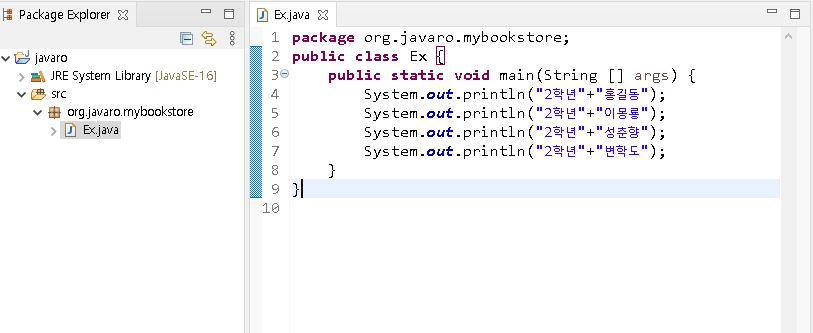 Package Explorer
javaro
JRE System Library [JavaSE-16]
src
org.javaro.mybookstore
Ex.java
Ex.java
1 package org.javaro.mybookstore;
2 public class Ex {
3 public static void main(String [] args) {
4 System.out.println("2학년"+"홍길동");
5 System.out.println("2학년"+"이몽룡");
6 System.out.println("2학년"+"성춘향");
7 System.out.println("2학년"+"변학도");
8 }
9 }
10